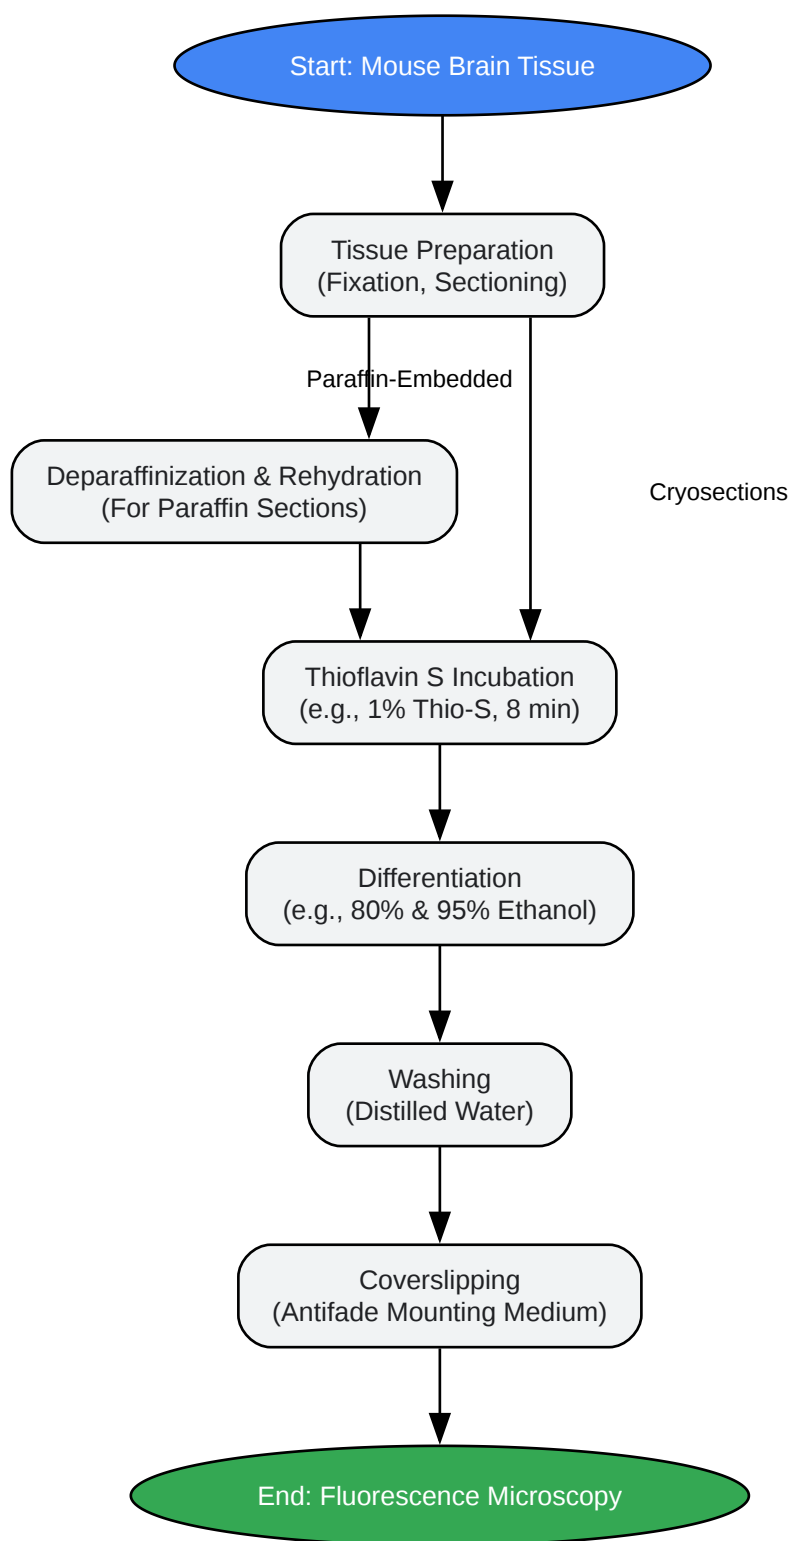 Start: Mouse Brain Tissue
Tissue Preparation
(Fixation, Sectioning)
Paraffin-Embedded
Deparaffinization & Rehydration
(For Paraffin Sections)
Cryosections
Thioflavin S Incubation
(e.g., 1% Thio-S, 8 min)
Differentiation
(e.g., 80% & 95% Ethanol)
Washing
(Distilled Water)
Coverslipping
(Antifade Mounting Medium)
End: Fluorescence Microscopy